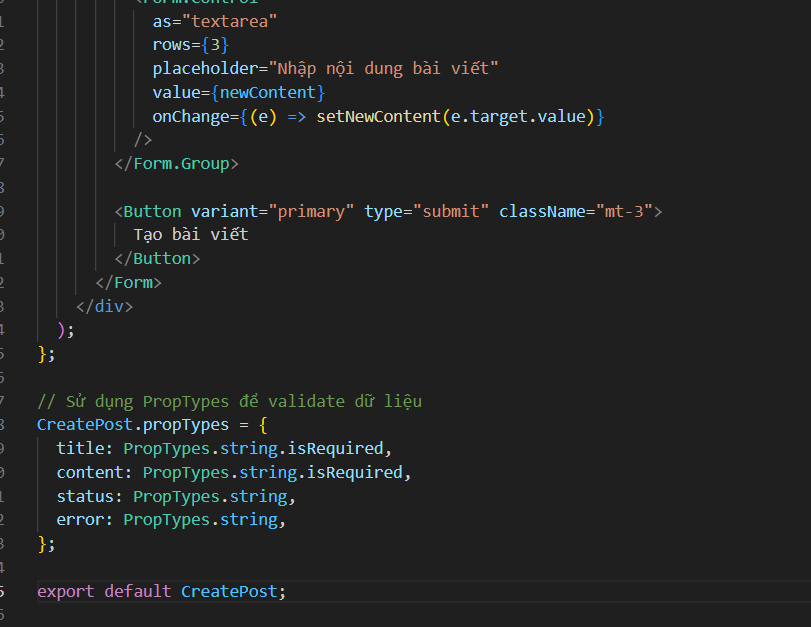 <Form.Control
as="textarea"
rows={3}
placeholder="Nhập nội dung bài viết"
value={newContent}
onChange={(e) => setNewContent(e.target.value)}
/>
</Form.Group>
<Button variant="primary" type="submit" className="mt-3">
Tạo bài viết
</Button>
</Form>
</div>
);
};
// Sử dụng PropTypes để validate dữ liệu
CreatePost.propTypes = {
title: PropTypes.string.isRequired,
content: PropTypes.string.isRequired,
status: PropTypes.string,
error: PropTypes.string,
};
export default CreatePost;